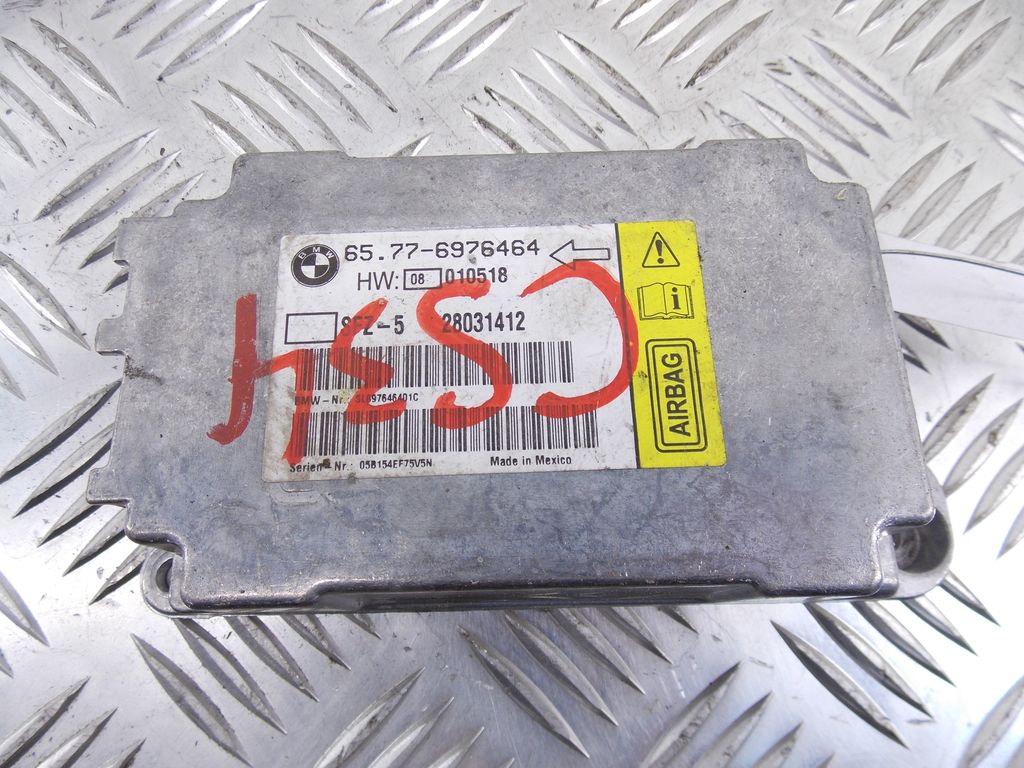 BMW 65.77-6976464
HW: 08 010518
SFZ-5 28031412
BMW-Nr.: SL697646401C
Serien-Nr.: 05B154EF75V5N Made in Mexico
i
AIRBAG